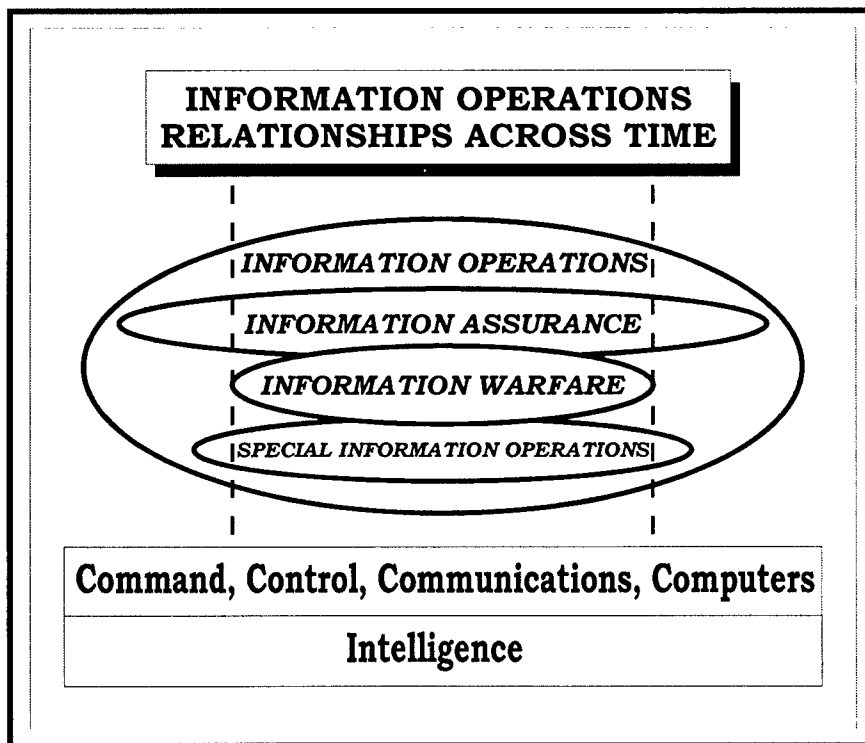 INFORMATION OPERATIONS
RELATIONSHIPS ACROSS TIME
INFORMATION OPERATIONS
INFORMATION ASSURANCE
INFORMATION WARFARE
SPECIAL INFORMATION OPERATIONS
Command, Control, Communications, Computers
Intelligence